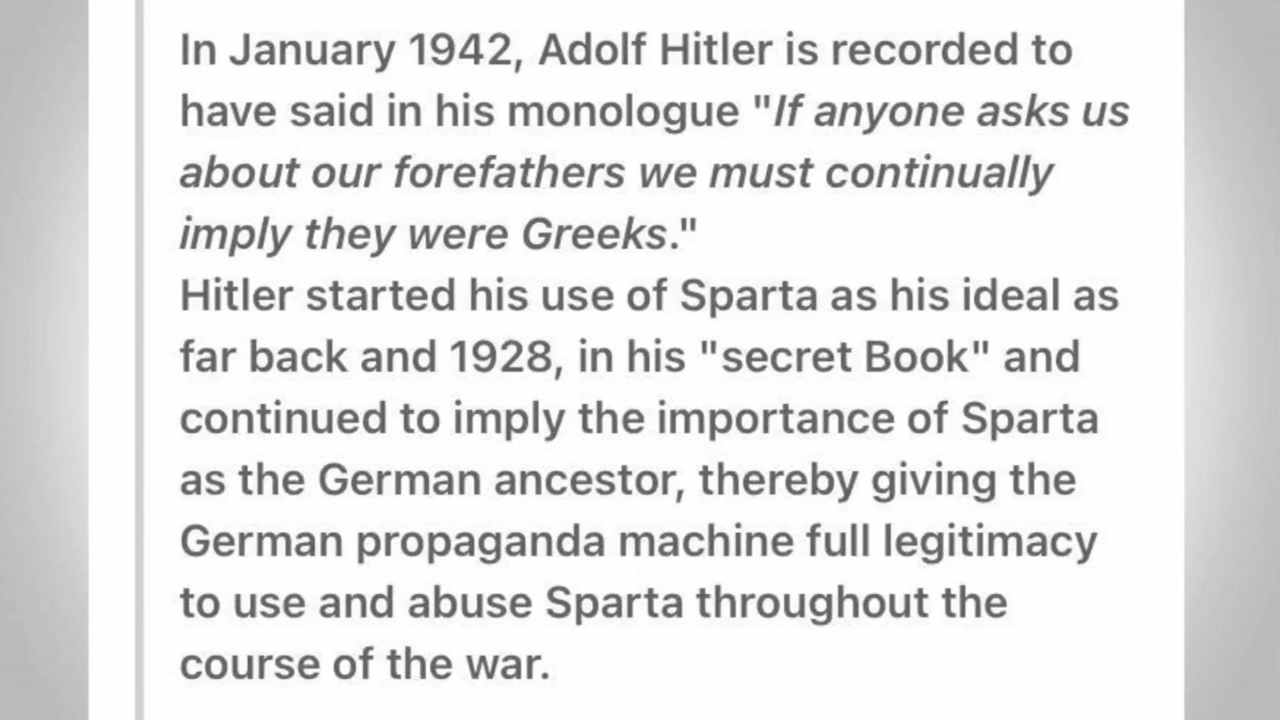 In January 1942, Adolf Hitler is recorded to
have said in his monologue "If anyone asks us
about our forefathers we must continually
imply they were Greeks."
Hitler started his use of Sparta as his ideal as
far back and 1928, in his "secret Book" and
continued to imply the importance of Sparta
as the German ancestor, thereby giving the
German propaganda machine full legitimacy
to use and abuse Sparta throughout the
course of the war.